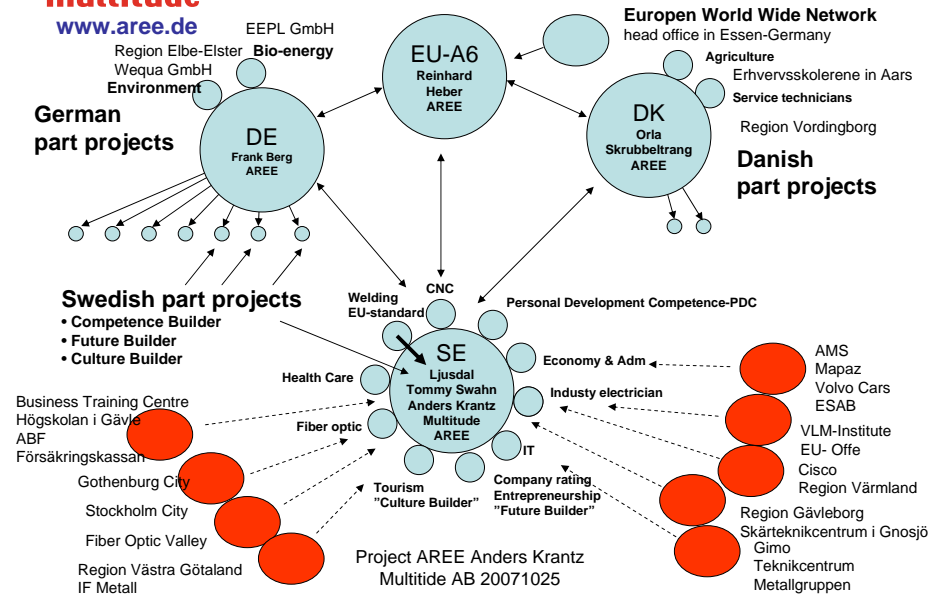 multitude
www.aree.de
EEPL GmbH
Region Elbe-Elster Bio-energy
Wequa GmbH
Environment
German
part projects
DE
Frank Berg
AREE
EU-A6
Reinhard
Heber
AREE
Europen World Wide Network
head office in Essen-Germany
Agriculture
Erhvervsskolerene in Aars
Service technicians
Region Vordingborg
DK
Orla
Skrubbeltrang
AREE
Danish
part projects
Swedish part projects
• Competence Builder
• Future Builder
• Culture Builder
Welding
EU-standard
CNC
Personal Development Competence-PDC
Economy & Adm
Industy electrician
IT
Company rating
Entrepreneurship
"Future Builder"
Tourism
"Culture Builder"
Fiber optic
Health Care
SE
Ljusdal
Tommy Swahn
Anders Krantz
Multitude
AREE
Business Training Centre
Högskolan i Gävle
ABF
Försäkringskassan
Gothenburg City
Stockholm City
Fiber Optic Valley
Region Västra Götaland
IF Metall
AMS
Mapaz
Volvo Cars
ESAB
VLM-Institute
EU- Offe
Cisco
Region Värmland
Region Gävleborg
Skärteknikcentrum i Gnosjö
Gimo
Teknikcentrum
Metallgruppen
Project AREE Anders Krantz
Multitide AB 20071025